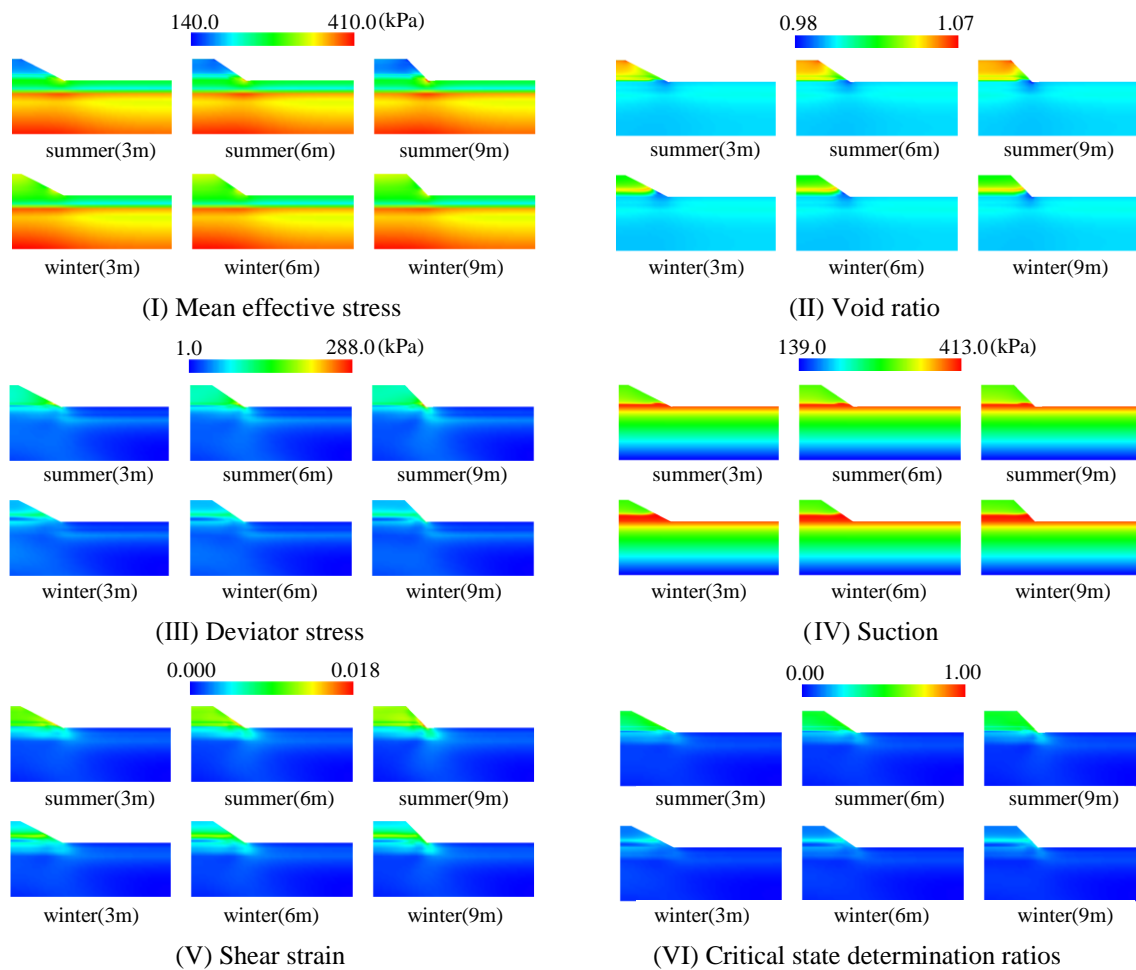 140.0 410.0(kPa)
summer(3m) summer(6m) summer(9m)
winter(3m) winter(6m) winter(9m)
(I) Mean effective stress
0.98 1.07
summer(3m) summer(6m) summer(9m)
winter(3m) winter(6m) winter(9m)
(II) Void ratio
1.0 288.0(kPa)
summer(3m) summer(6m) summer(9m)
winter(3m) winter(6m) winter(9m)
(III) Deviator stress
139.0 413.0(kPa)
summer(3m) summer(6m) summer(9m)
winter(3m) winter(6m) winter(9m)
(IV) Suction
0.000 0.018
summer(3m) summer(6m) summer(9m)
winter(3m) winter(6m) winter(9m)
(V) Shear strain
0.00 1.00
summer(3m) summer(6m) summer(9m)
winter(3m) winter(6m) winter(9m)
(VI) Critical state determination ratios